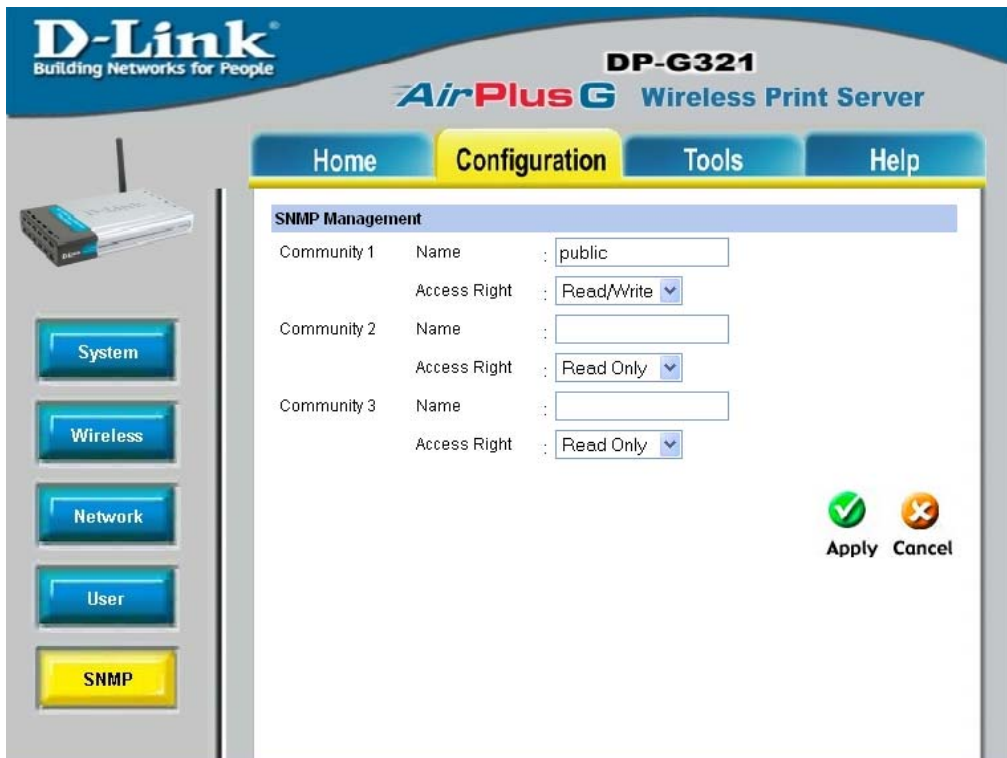 D-Link
Building Networks for People
DP-G321
AirPlus G Wireless Print Server
Home Configuration Tools Help
D-Link
SNMP Management
Community 1 Name : public
Access Right : Read/Write
Community 2 Name :
Access Right : Read Only
Community 3 Name :
Access Right : Read Only
Apply Cancel
System
Wireless
Network
User
SNMP